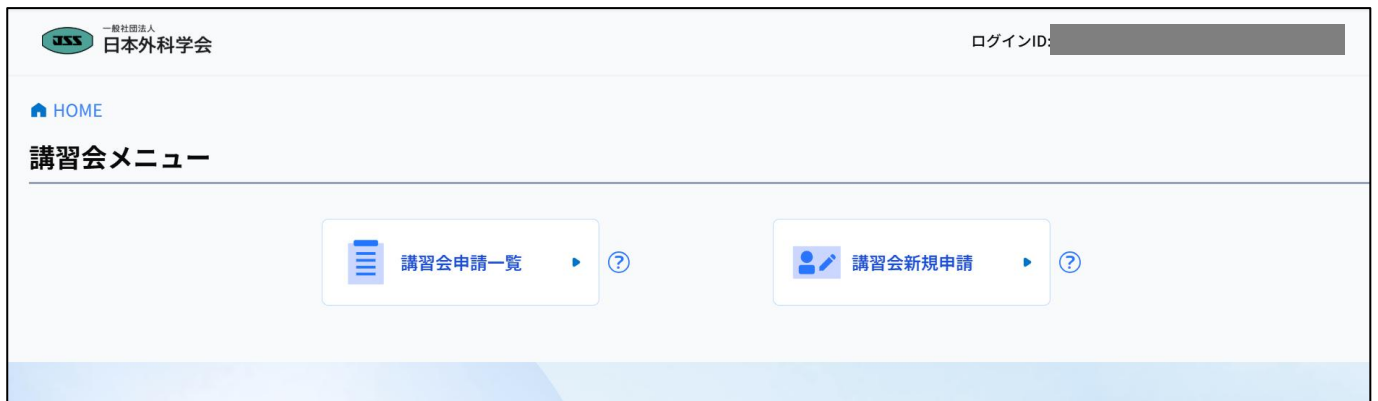 JSS
一般社団法人
日本外科学会
ログインID:
HOME
講習会メニュー
講習会申請一覧
?
講習会新規申請
?